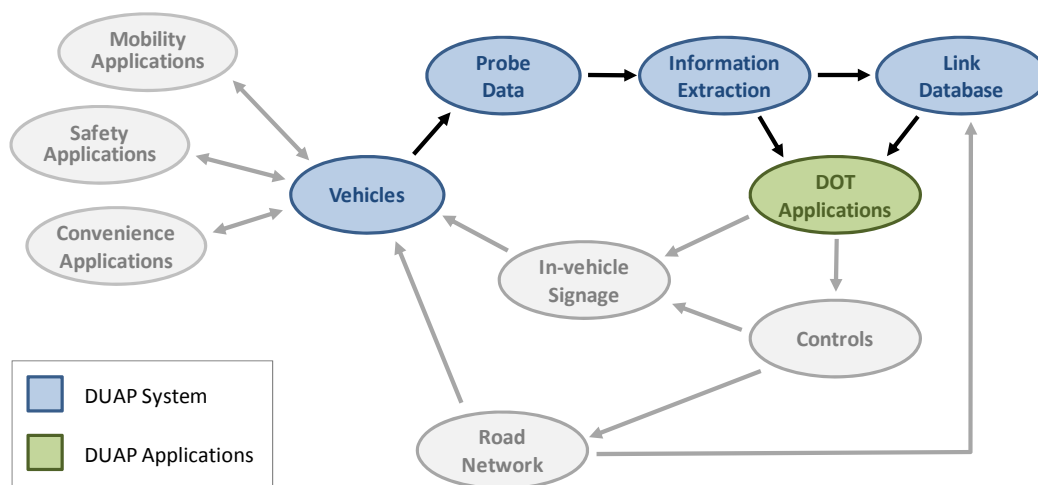 Mobility
Applications
Safety
Applications
Convenience
Applications
Probe
Data
Information
Extraction
Link
Database
Vehicles
DOT
Applications
In-vehicle
Signage
Controls
Road
Network
DUAP System
DUAP Applications